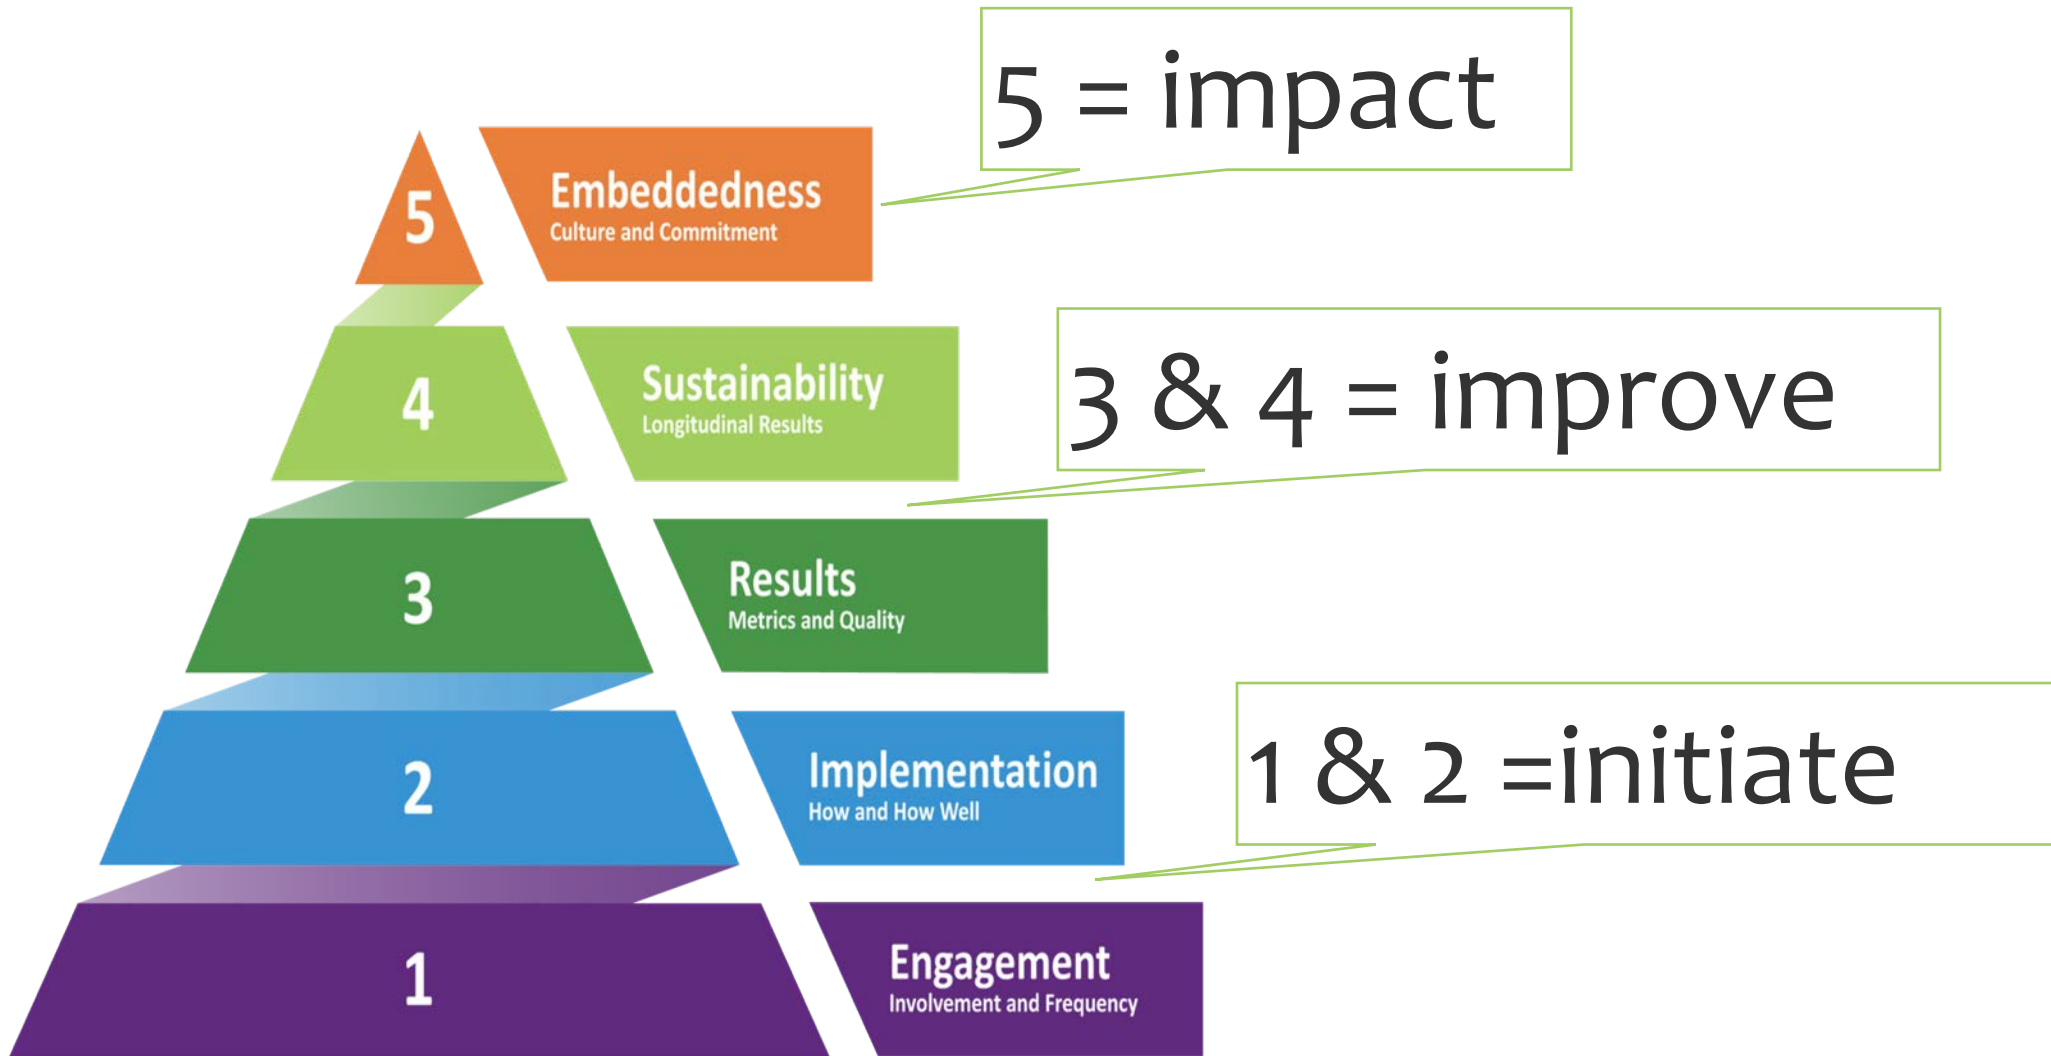 5 = impact
5
Embeddedness
Culture and Commitment
3 & 4 = improve
4
Sustainability
Longitudinal Results
3
Results
Metrics and Quality
1 & 2 =initiate
2
Implementation
How and How Well
1
Engagement
Involvement and Frequency